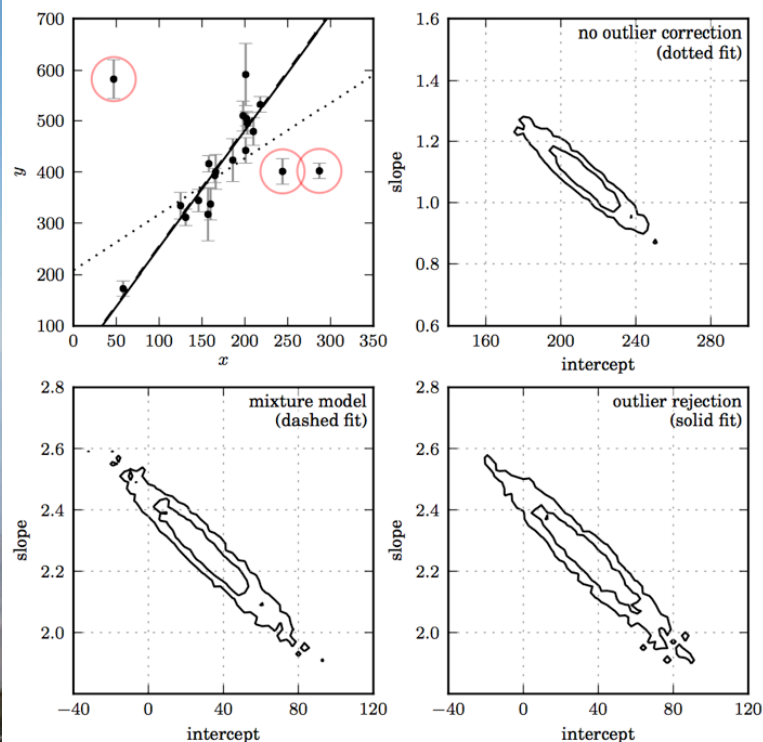 700
600
500
400
300
200
100
y
0 50 100 150 200 250 300 350
x
no outlier correction
(dotted fit)
1.6
1.4
1.2
1.0
0.8
0.6
slope
160 200 240 280
intercept
mixture model
(dashed fit)
2.8
2.6
2.4
2.2
2.0
slope
−40 0 40 80 120
intercept
outlier rejection
(solid fit)
2.8
2.6
2.4
2.2
2.0
slope
0 40 80 120
intercept